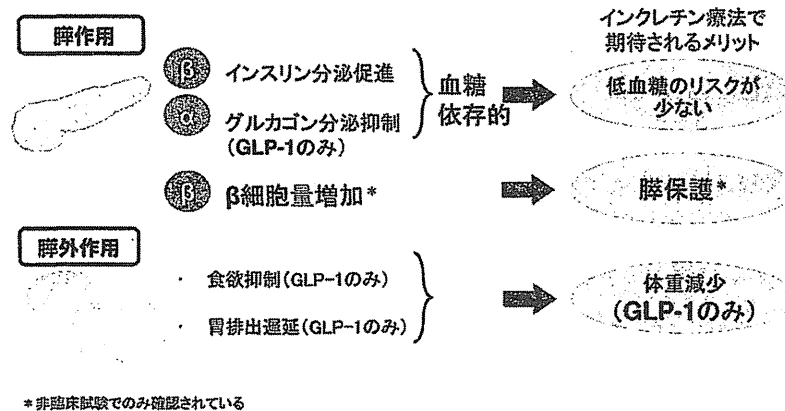 インクレチン療法で
期待されるメリット
膵作用
β インスリン分泌促進
α グルカゴン分泌抑制
(GLP-1のみ)
血糖
依存的
低血糖のリスクが
少ない
β β細胞量増加*
膵保護*
膵外作用
・ 食欲抑制(GLP-1のみ)
・ 胃排出遅延(GLP-1のみ)
体重減少
(GLP-1のみ)
*非臨床試験でのみ確認されている